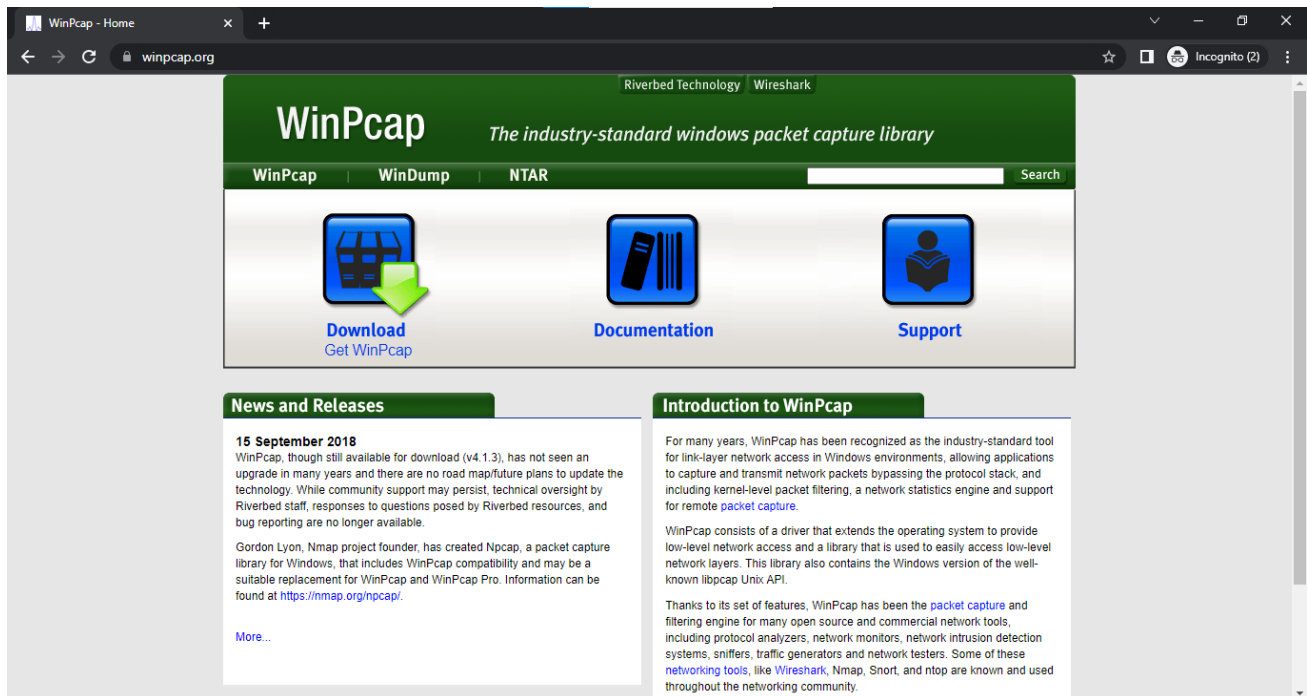 WinPcap - Home
winpcap.org
Incognito (2)
Riverbed Technology
Wireshark
WinPcap
The industry-standard windows packet capture library
WinPcap | WinDump | NTAR
Search
Download
Get WinPcap
Documentation
Support
News and Releases
15 September 2018
WinPcap, though still available for download (v4.1.3), has not seen an
upgrade in many years and there are no road map/future plans to update the
technology. While community support may persist, technical oversight by
Riverbed staff, responses to questions posed by Riverbed resources, and
bug reporting are no longer available.
Gordon Lyon, Nmap project founder, has created Npcap, a packet capture
library for Windows, that includes WinPcap compatibility and may be a
suitable replacement for WinPcap and WinPcap Pro. Information can be
found at https://nmap.org/npcap/.
More...
Introduction to WinPcap
For many years, WinPcap has been recognized as the industry-standard tool
for link-layer network access in Windows environments, allowing applications
to capture and transmit network packets bypassing the protocol stack, and
including kernel-level packet filtering, a network statistics engine and support
for remote packet capture.
WinPcap consists of a driver that extends the operating system to provide
low-level network access and a library that is used to easily access low-level
network layers. This library also contains the Windows version of the well-
known libpcap Unix API.
Thanks to its set of features, WinPcap has been the packet capture and
filtering engine for many open source and commercial network tools,
including protocol analyzers, network monitors, network intrusion detection
systems, sniffers, traffic generators and network testers. Some of these
networking tools, like Wireshark, Nmap, Snort, and ntop are known and used
throughout the networking community.